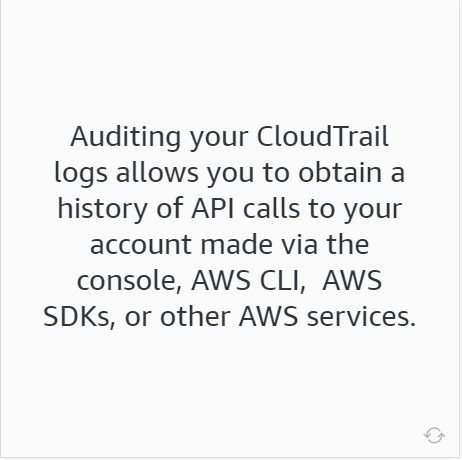 Auditing your CloudTrail
logs allows you to obtain a
history of API calls to your
account made via the
console, AWS CLI,  AWS
SDKs, or other AWS services.